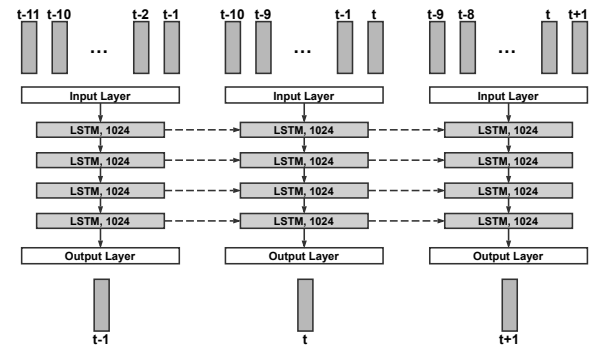 t-11 t-10 ... t-2 t-1 t-10 t-9 ... t-1 t t-9 t-8 ... t t+1
Input Layer Input Layer Input Layer
LSTM, 1024 LSTM, 1024 LSTM, 1024
LSTM, 1024 LSTM, 1024 LSTM, 1024
LSTM, 1024 LSTM, 1024 LSTM, 1024
LSTM, 1024 LSTM, 1024 LSTM, 1024
Output Layer Output Layer Output Layer
t-1 t t+1